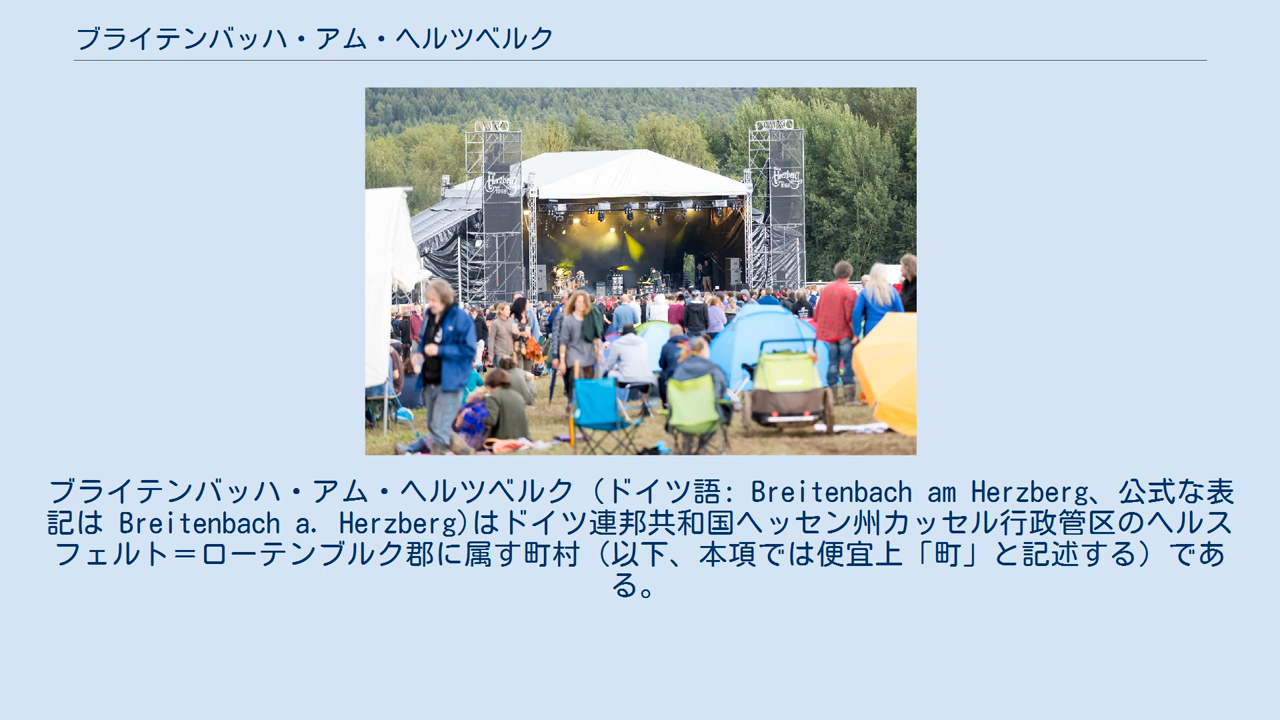 ブライテンバッハ・アム・ヘルツベルク
Herzberg
Herzberg
ブライテンバッハ・アム・ヘルツベルク（ドイツ語: Breitenbach am Herzberg、公式な表
記は Breitenbach a. Herzberg)はドイツ連邦共和国ヘッセン州カッセル行政管区のヘルス
フェルト＝ローテンブルク郡に属す町村（以下、本項では便宜上「町」と記述する）であ
る。